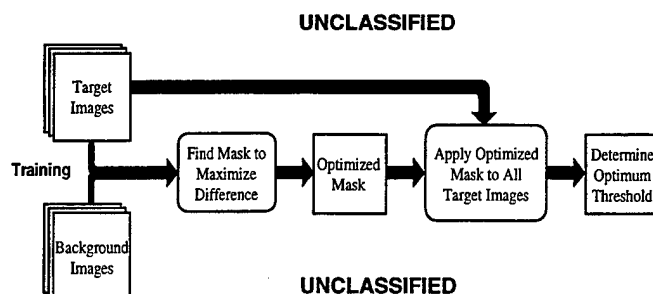 UNCLASSIFIED
Target
Images
Training
Find Mask to
Maximize
Difference
Optimized
Mask
Apply Optimized
Mask to All
Target Images
Determine
Optimum
Threshold
Background
Images
UNCLASSIFIED